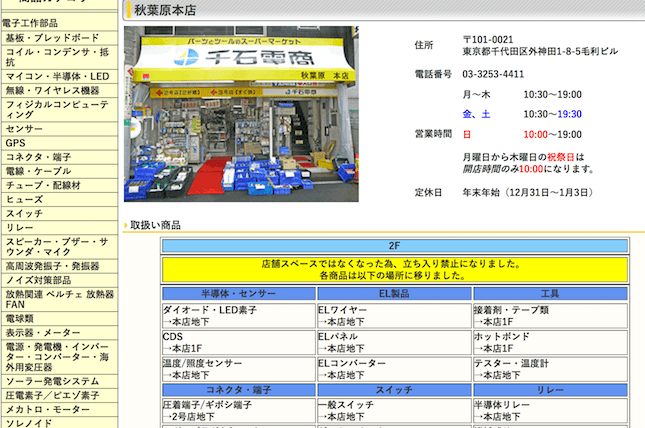 電子工作部品
基板・ブレッドボード
コイル・コンデンサ・抵
抗
マイコン・半導体・LED
無線・ワイヤレス機器
フィジカルコンピューテ
ィング
センサー
GPS
コネクタ・端子
電線・ケーブル
チューブ・配線材
ヒューズ
スイッチ
リレー
スピーカー・ブザー・サ
ウンダ・マイク
高周波発振子・発振器
ノイズ対策部品
放熱関連 ペルチェ 放熱器
FAN
電球類
表示器・メーター
電源・発電機・インバー
ター・コンバーター・海
外用変圧器
ソーラー発電システム
圧電素子／ピエゾ素子
メカトロ・モーター
ソレノイド
秋葉原本店
パーツとツールのスーパーマーケット
千石電商
秋葉原 本店
千石電商
住所
〒101-0021
東京都千代田区外神田1-8-5毛利ビル
電話番号 03-3253-4411
営業時間
月～木 10:30～19:00
金、土 10:30～19:30
日 10:00～19:00
月曜日から木曜日の祝祭日は
開店時間のみ10:00になります。
定休日 年末年始（12月31日～1月3日）
取扱い商品
2F
店舗スペースではなくなった為、立ち入り禁止になりました。
各商品は以下の場所に移りました。
半導体・センサー EL製品 工具
ダイオード・LED素子
→本店地下
ELワイヤー
→本店地下
接着剤・テープ類
→本店1F
CDS
→本店1F
ELパネル
→本店地下
ホットボンド
→本店1F
温度/照度センサー
→本店地下
ELコンバーター
→本店地下
テスター・温度計
→本店地下
コネクタ・端子 スイッチ リレー
圧着端子/ギボシ端子
→2号店地下
一般スイッチ
→本店地下
半導体リレー
→本店地下